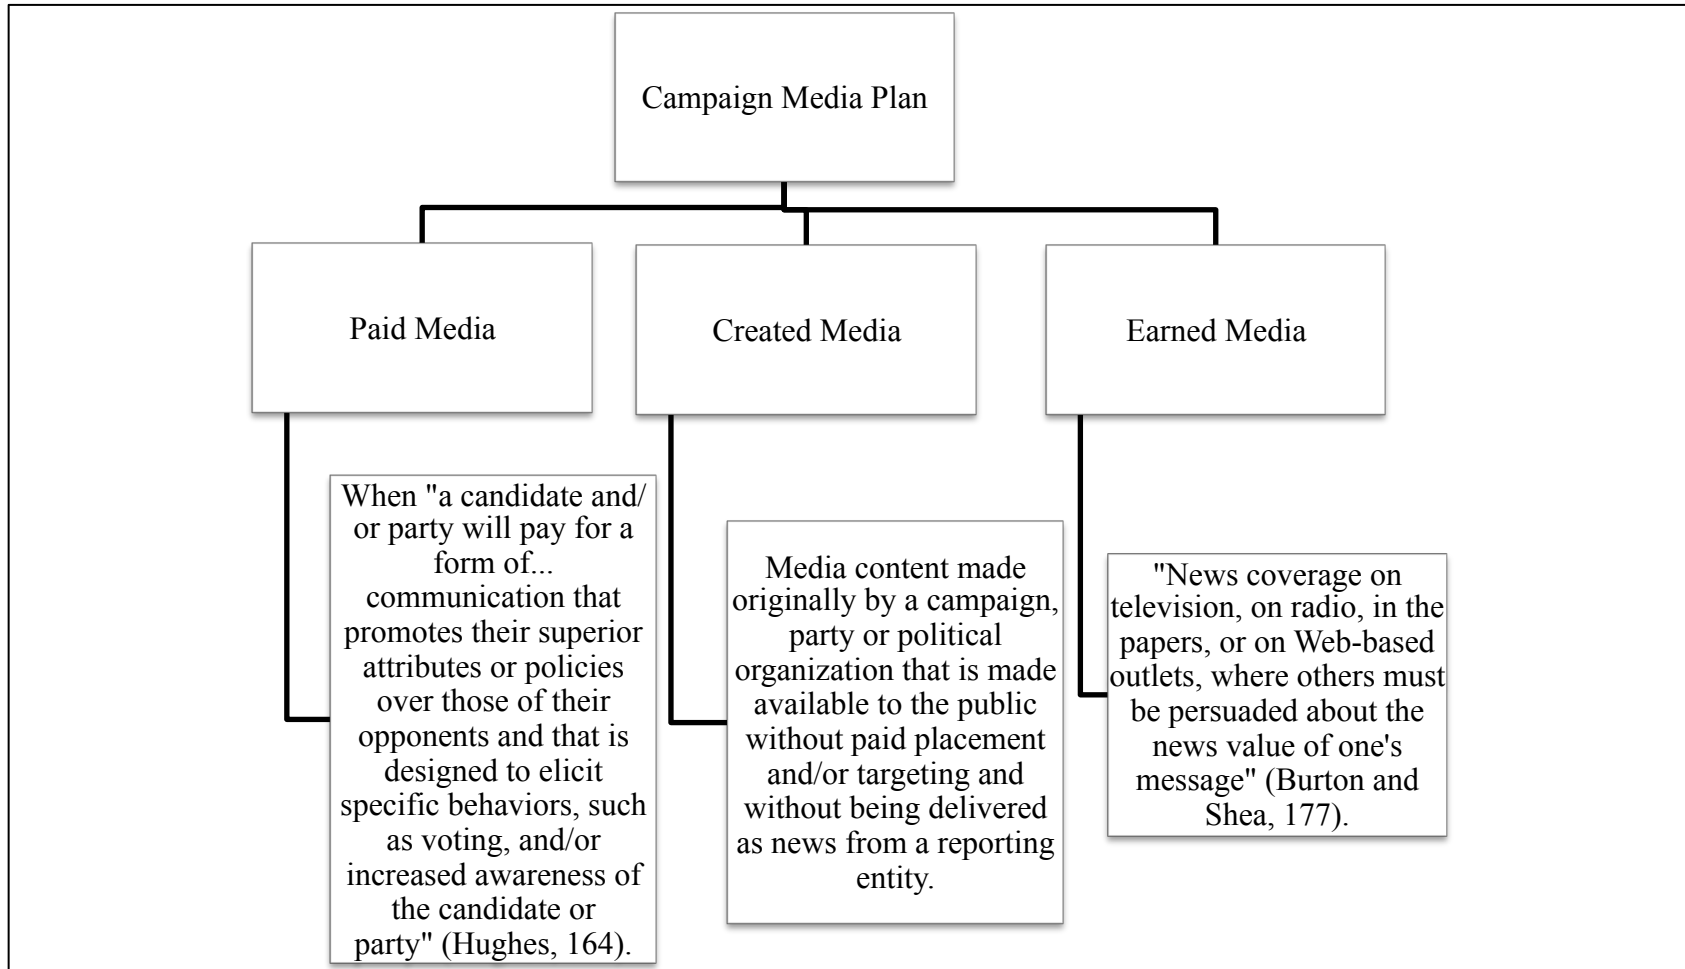 Campaign Media Plan
Paid Media
Created Media
Earned Media
When "a candidate and/
or party will pay for a
form of...
communication that
promotes their superior
attributes or policies
over those of their
opponents and that is
designed to elicit
specific behaviors, such
as voting, and/or
increased awareness of
the candidate or
party" (Hughes, 164).
Media content made
originally by a campaign,
party or political
organization that is made
available to the public
without paid placement
and/or targeting and
without being delivered
as news from a reporting
entity.
"News coverage on
television, on radio, in the
papers, or on Web-based
outlets, where others must
be persuaded about the
news value of one's
message" (Burton and
Shea, 177).